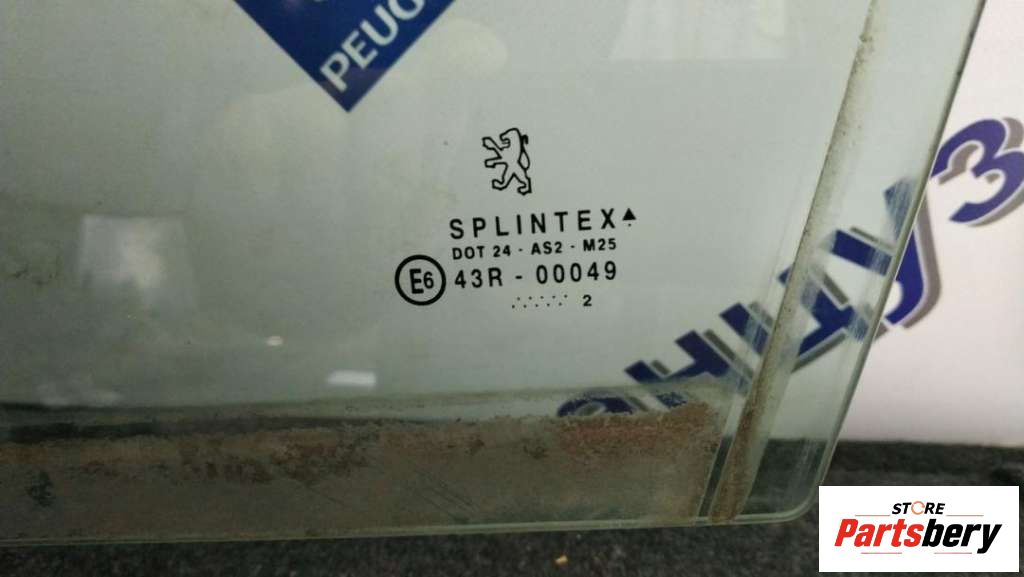 PEUG
SPLINTEX
DOT 24 - AS2 - M25
E6 43R - 00049
2
STORE
Partsbery